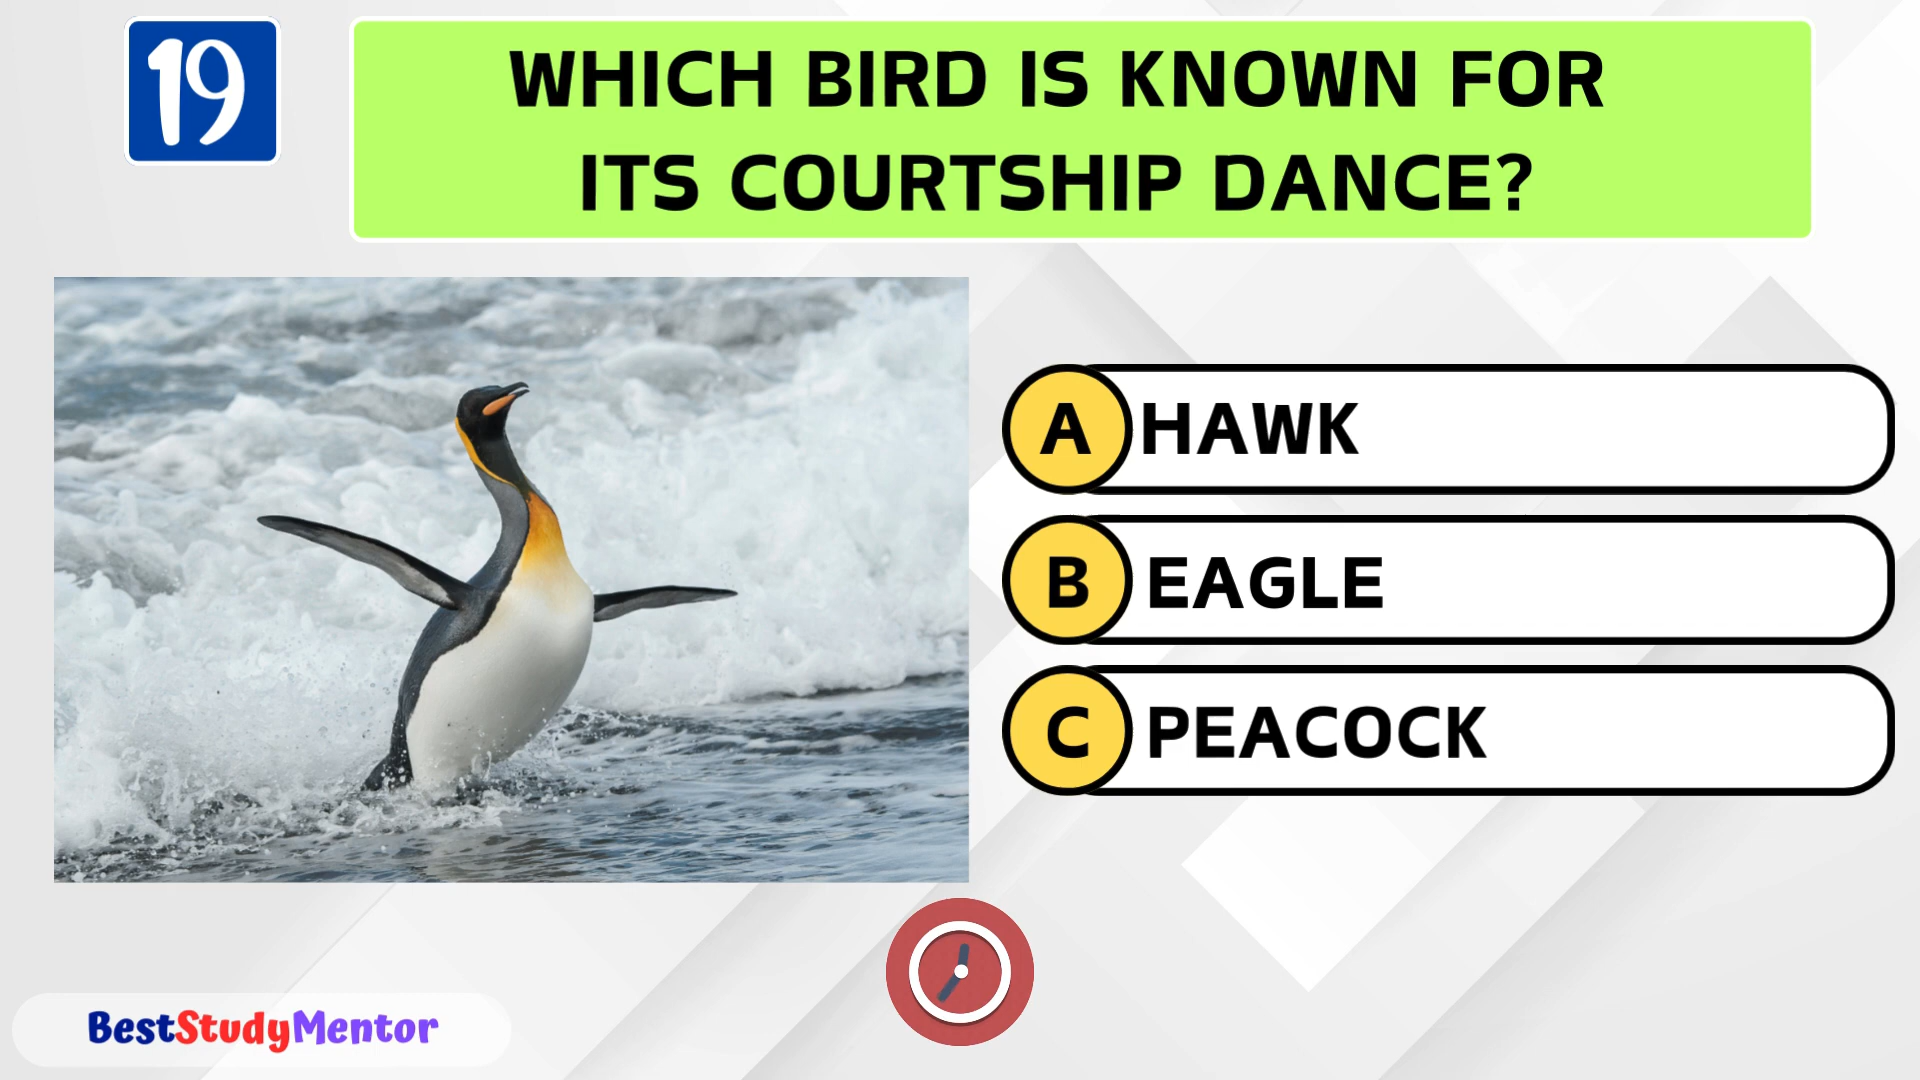 19
WHICH BIRD IS KNOWN FOR
ITS COURTSHIP DANCE?
A HAWK
B EAGLE
C PEACOCK
BestStudyMentor